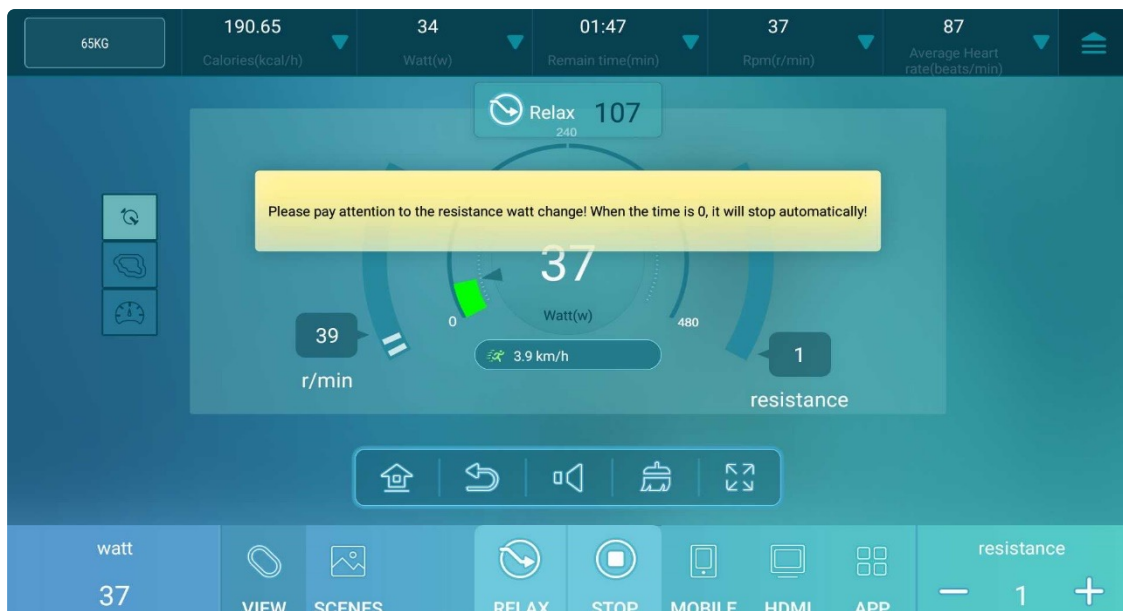 65KG
190.65
Calories(kcal/h)
34
Watt(w)
01:47
Remain time(min)
37
Rpm(r/min)
87
Average Heart
rate(beats/min)
Relax 107
240
Please pay attention to the resistance watt change! When the time is 0, it will stop automatically!
37
Watt(w)
0
480
39
r/min
3.9 km/h
1
resistance
watt
37
VIEW
SCENES
RELAX
STOP
MOBILE
HDMI
APP
resistance
— 1 +